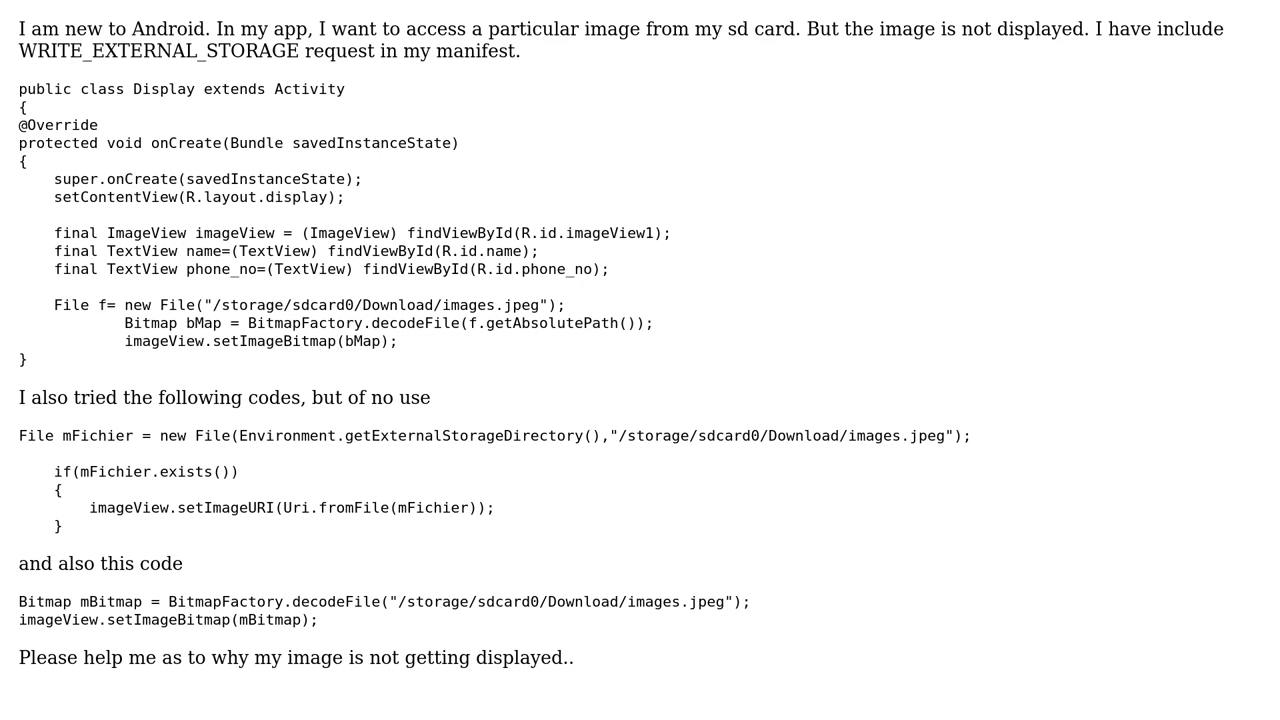 I am new to Android. In my app, I want to access a particular image from my sd card. But the image is not displayed. I have include
WRITE_EXTERNAL_STORAGE request in my manifest.
public class Display extends Activity
{
@Override
protected void onCreate(Bundle savedInstanceState)
{
    super.onCreate(savedInstanceState);
    setContentView(R.layout.display);
    final ImageView imageView = (ImageView) findViewById(R.id.imageView1);
    final TextView name=(TextView) findViewById(R.id.name);
    final TextView phone_no=(TextView) findViewById(R.id.phone_no);
    File f= new File("/storage/sdcard0/Download/images.jpeg");
            Bitmap bMap = BitmapFactory.decodeFile(f.getAbsolutePath());
            imageView.setImageBitmap(bMap);
}
I also tried the following codes, but of no use
File mFichier = new File(Environment.getExternalStorageDirectory(),"/storage/sdcard0/Download/images.jpeg");
    if(mFichier.exists())
    {
        imageView.setImageURI(Uri.fromFile(mFichier));
    }
and also this code
Bitmap mBitmap = BitmapFactory.decodeFile("/storage/sdcard0/Download/images.jpeg");
imageView.setImageBitmap(mBitmap);
Please help me as to why my image is not getting displayed..